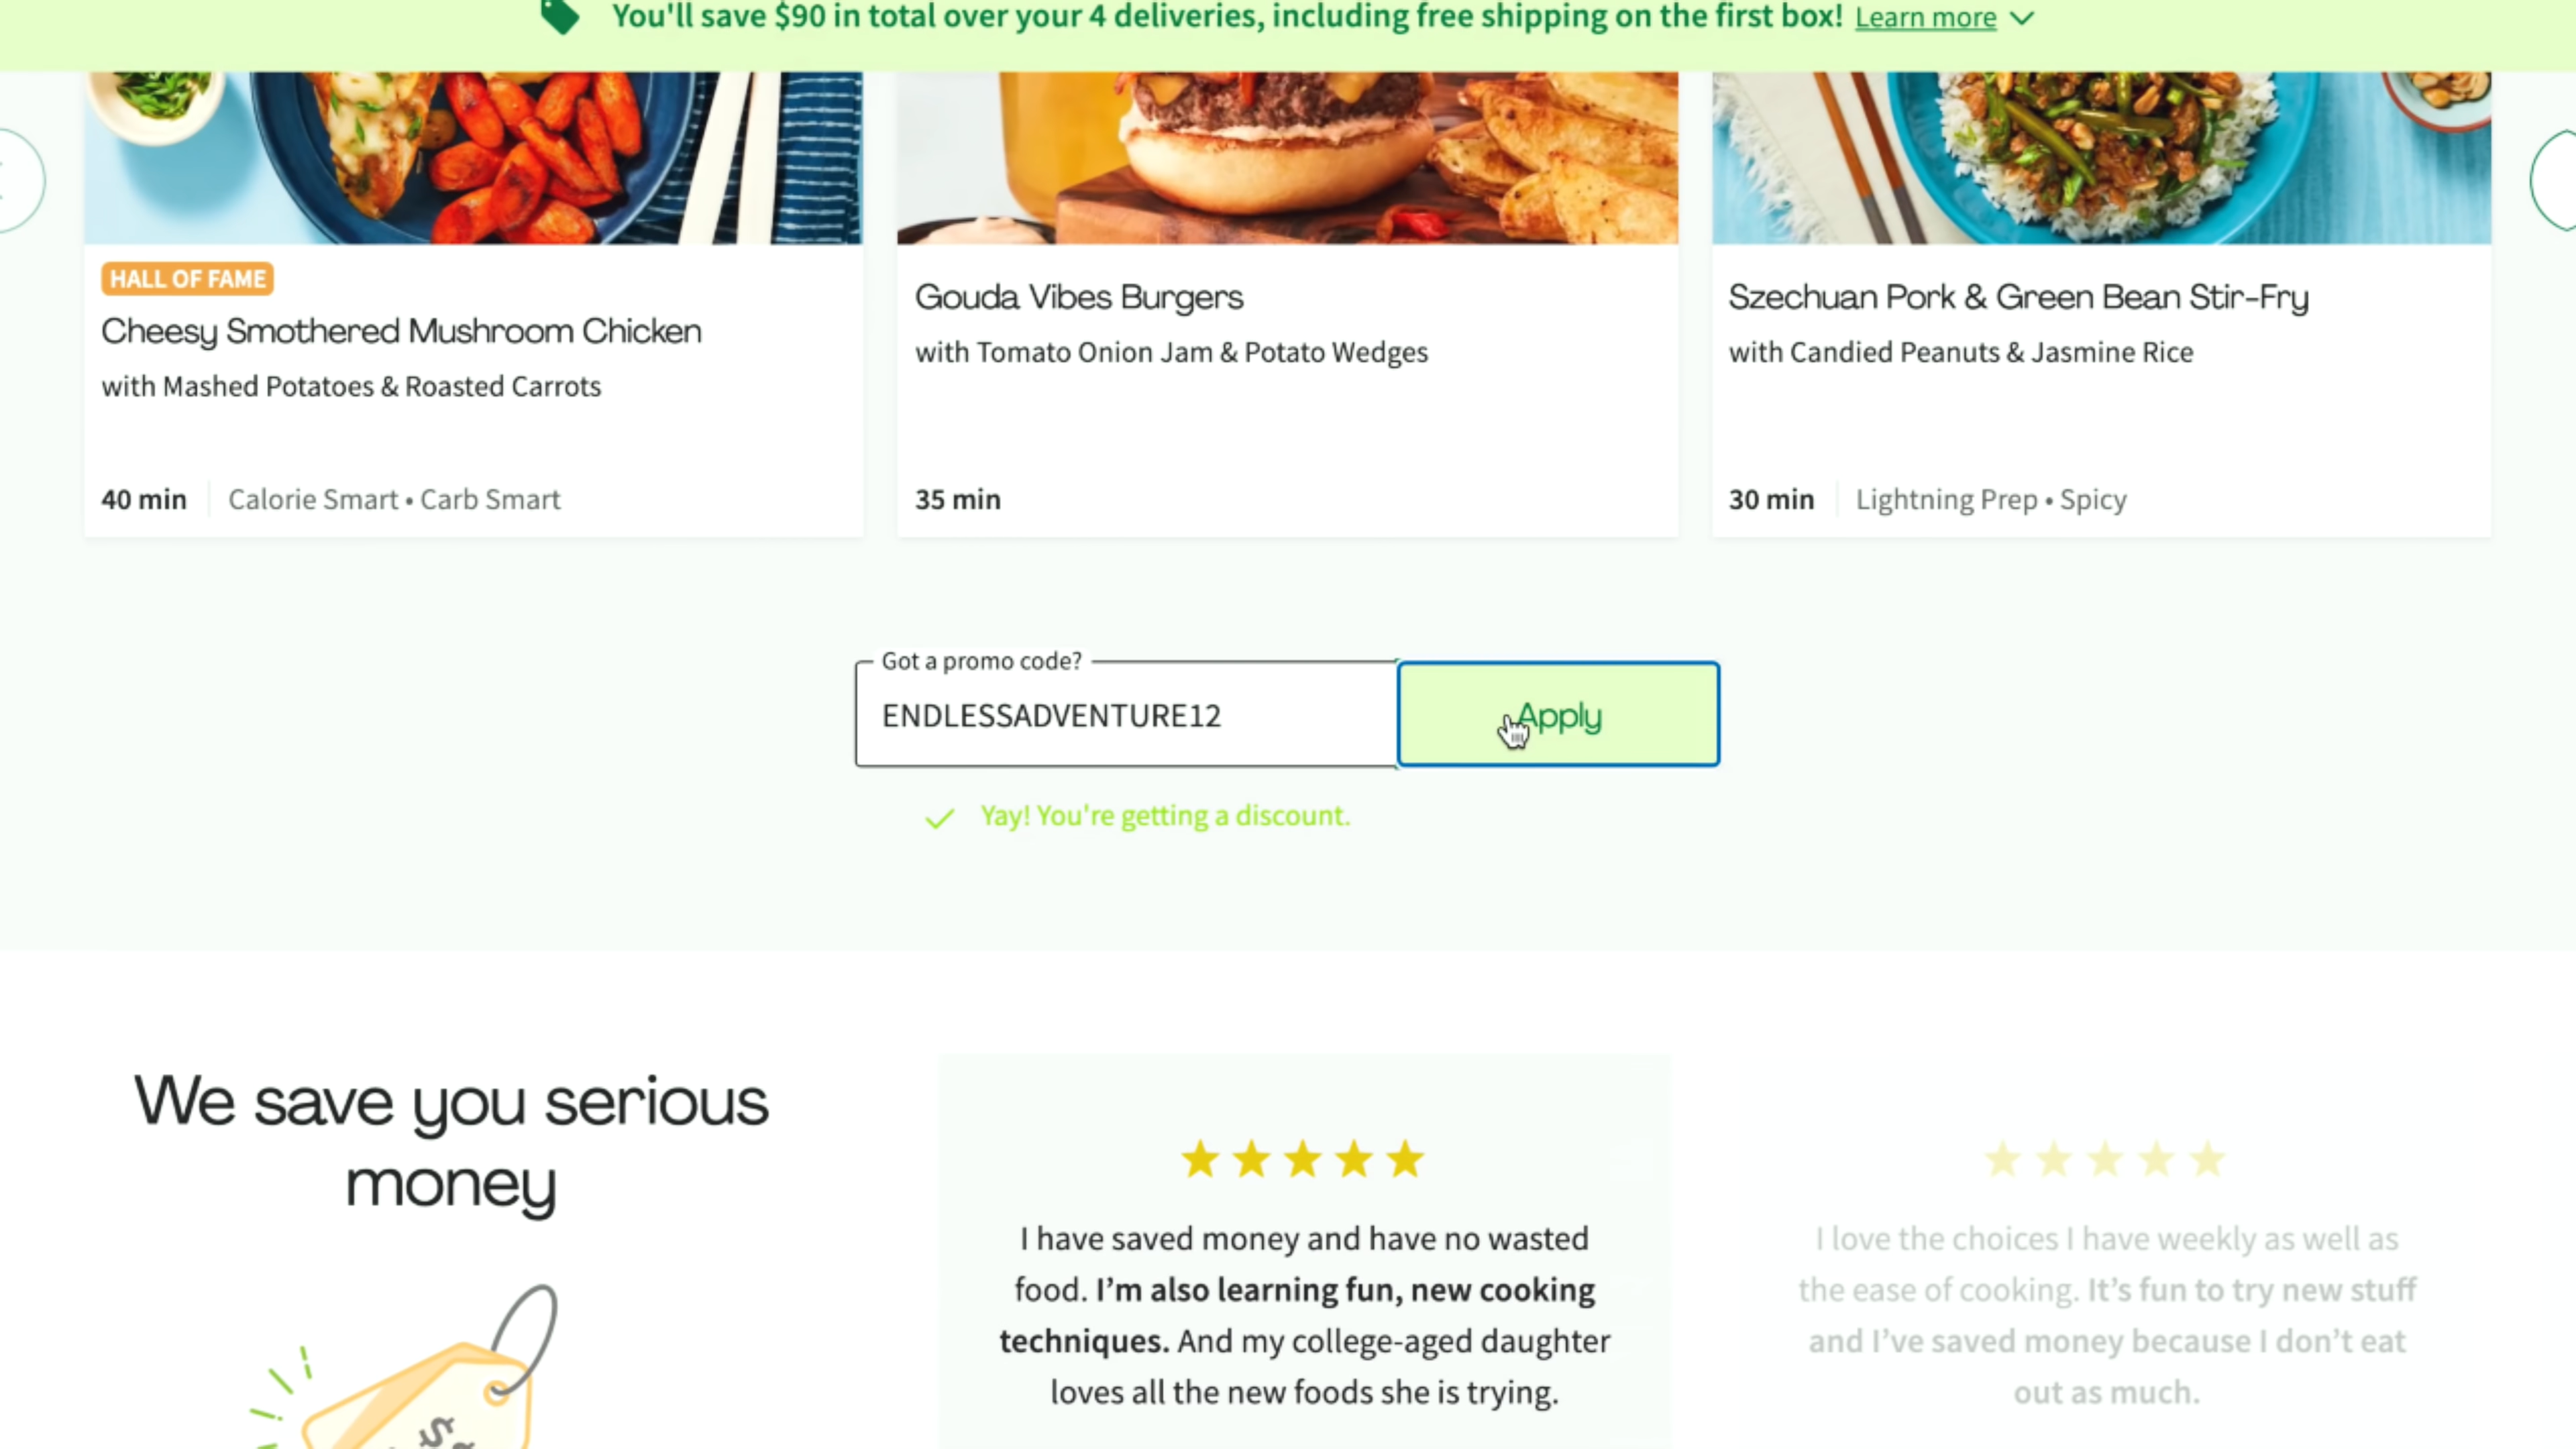 You'll save $90 in total over your 4 deliveries, including free shipping on the first box! Learn more
HALL OF FAME
Cheesy Smothered Mushroom Chicken
with Mashed Potatoes & Roasted Carrots
40 min
Calorie Smart • Carb Smart
Gouda Vibes Burgers
with Tomato Onion Jam & Potato Wedges
35 min
Szechuan Pork & Green Bean Stir-Fry
with Candied Peanuts & Jasmine Rice
30 min
Lightning Prep • Spicy
Got a promo code?
ENDLESSADVENTURE12
Apply
Yay! You're getting a discount.
We save you serious
money
$
I have saved money and have no wasted
food. I’m also learning fun, new cooking
techniques. And my college-aged daughter
loves all the new foods she is trying.
I love the choices I have weekly as well as
the ease of cooking. It’s fun to try new stuff
and I’ve saved money because I don’t eat
out as much.